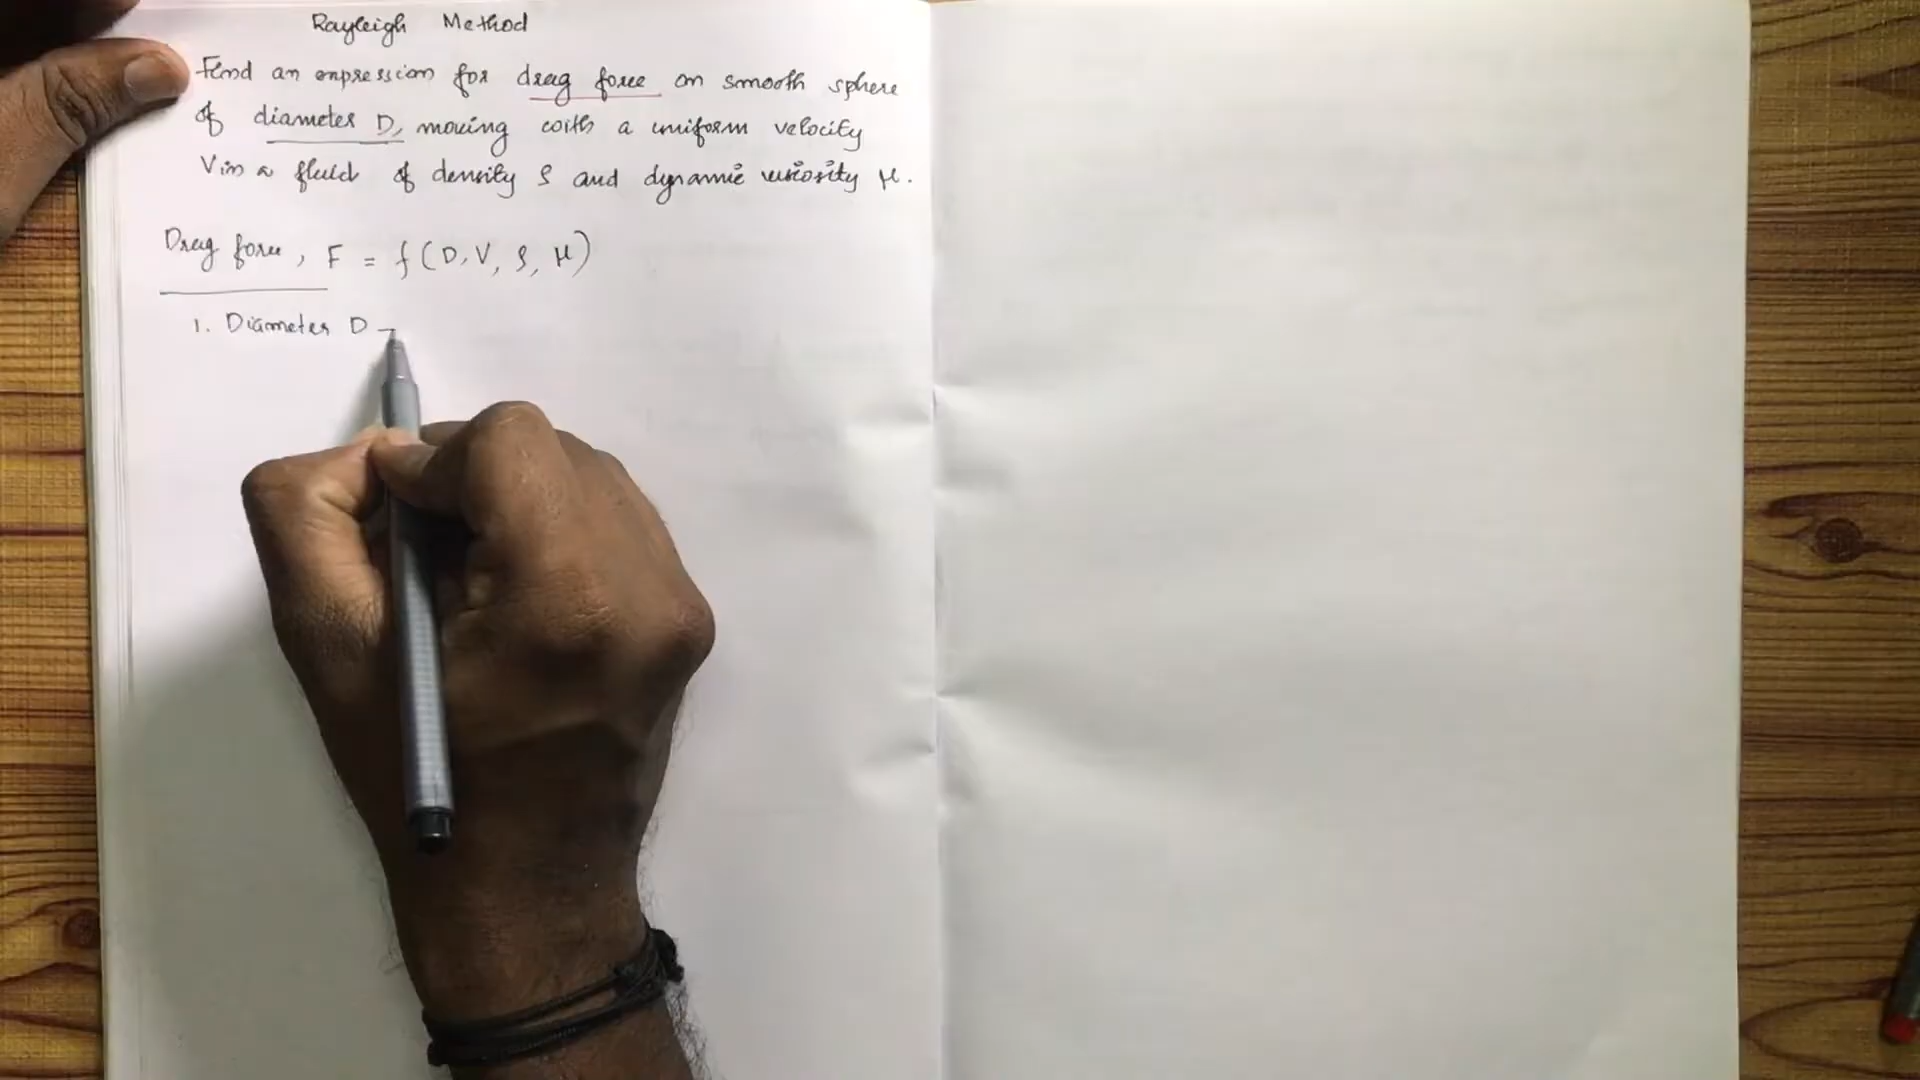 Rayleigh Method
Find an expression for drag force on smooth sphere
of diameter D, moving with a uniform velocity
V in a fluid of density ρ and dynamic viscosity μ.
Drag force, F = f (D, V, ρ, μ)
1. Diameter D -